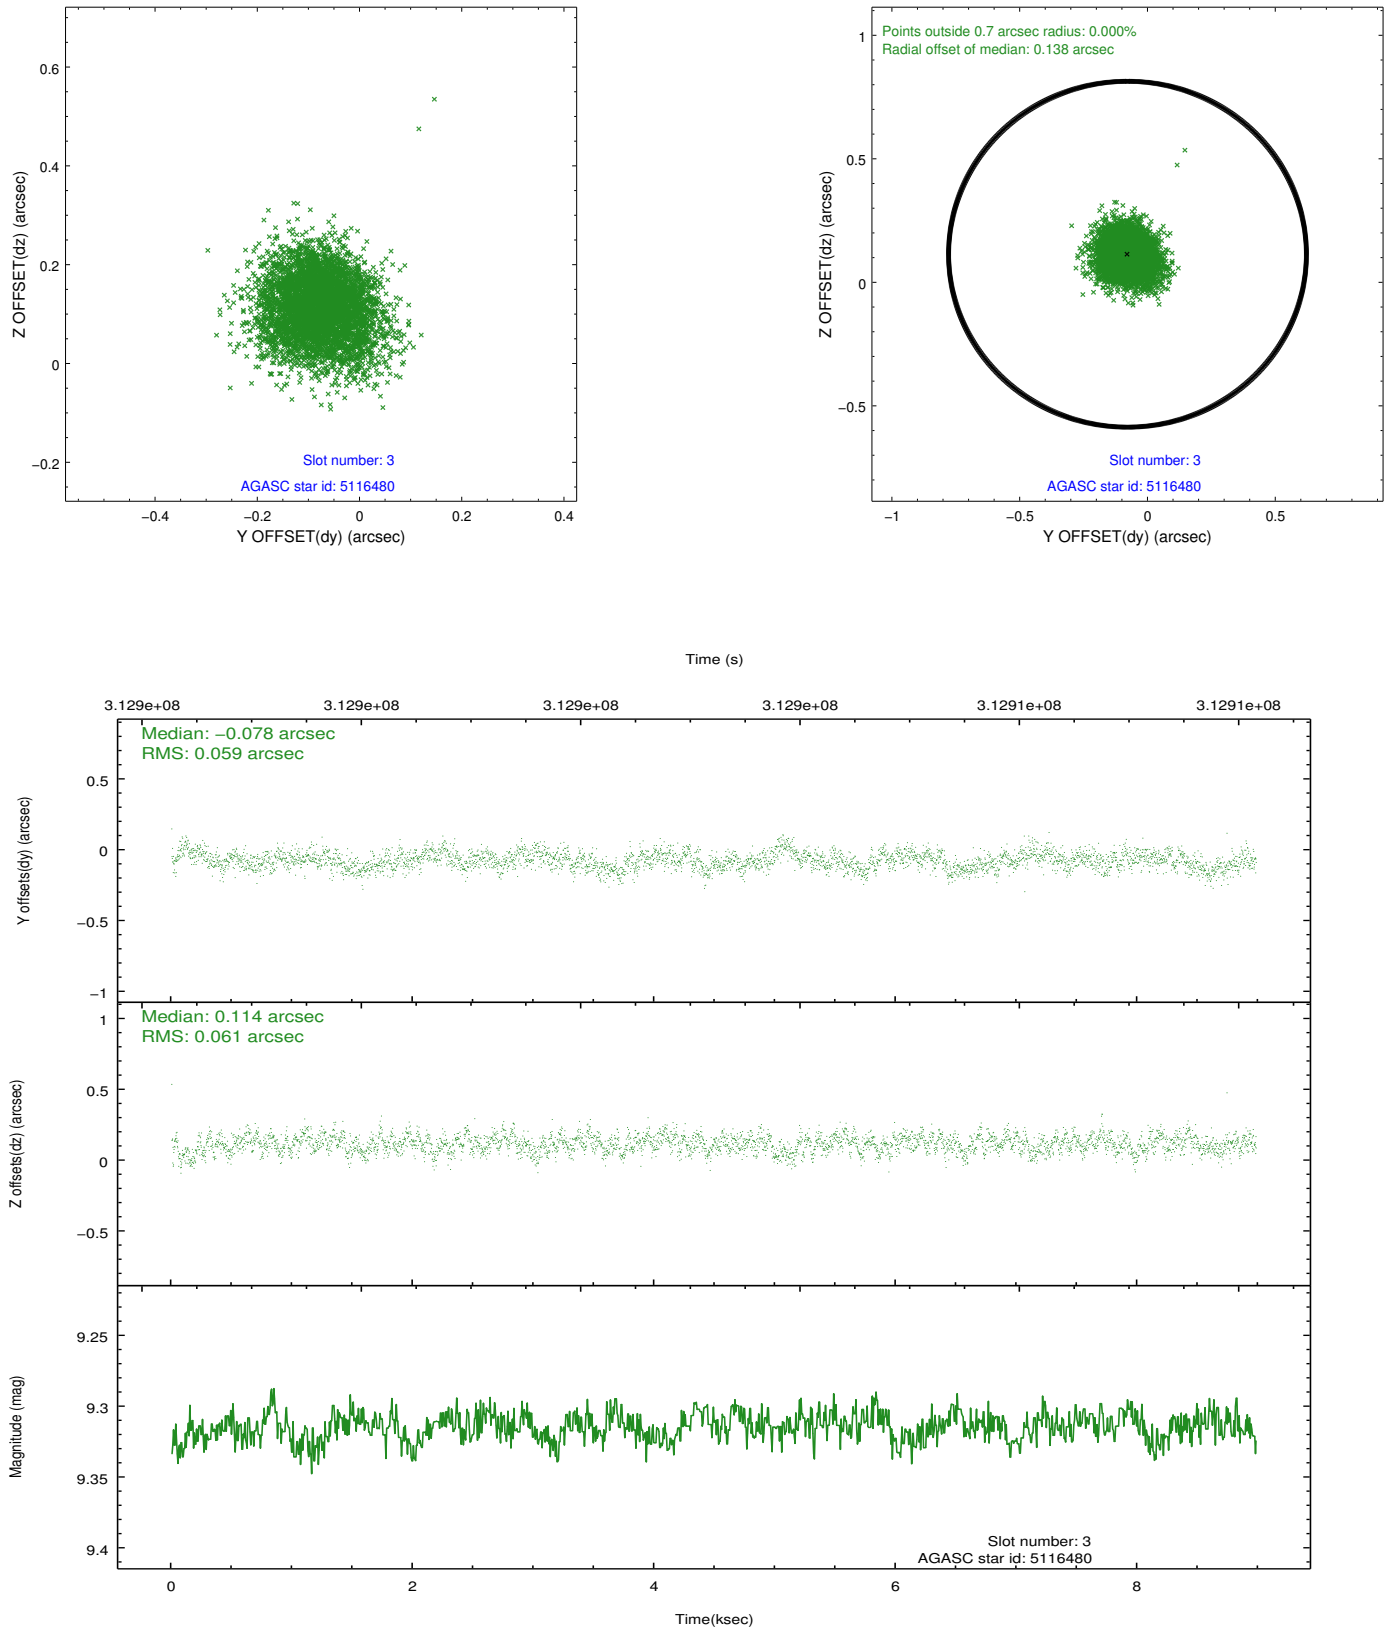 0.6
0.4
0.2
0
−0.2
Z OFFSET(dz) (arcsec)
Slot number: 3
AGASC star id: 5116480
−0.4 −0.2 0 0.2 0.4
Y OFFSET(dy) (arcsec)
Points outside 0.7 arcsec radius: 0.000%
Radial offset of median: 0.138 arcsec
1
0.5
0
−0.5
Z OFFSET(dz) (arcsec)
Slot number: 3
AGASC star id: 5116480
−1 −0.5 0 0.5
Y OFFSET(dy) (arcsec)
Time (s)
3.129e+08 3.129e+08 3.129e+08 3.129e+08 3.1291e+08 3.1291e+08
Median: −0.078 arcsec
RMS: 0.059 arcsec
0.5
0
−0.5
−1
Y offsets(dy) (arcsec)
Median: 0.114 arcsec
RMS: 0.061 arcsec
1
0.5
0
−0.5
Z offsets(dz) (arcsec)
9.25
9.3
9.35
9.4
Magnitude (mag)
Slot number: 3
AGASC star id: 5116480
0 2 4 6 8
Time(ksec)